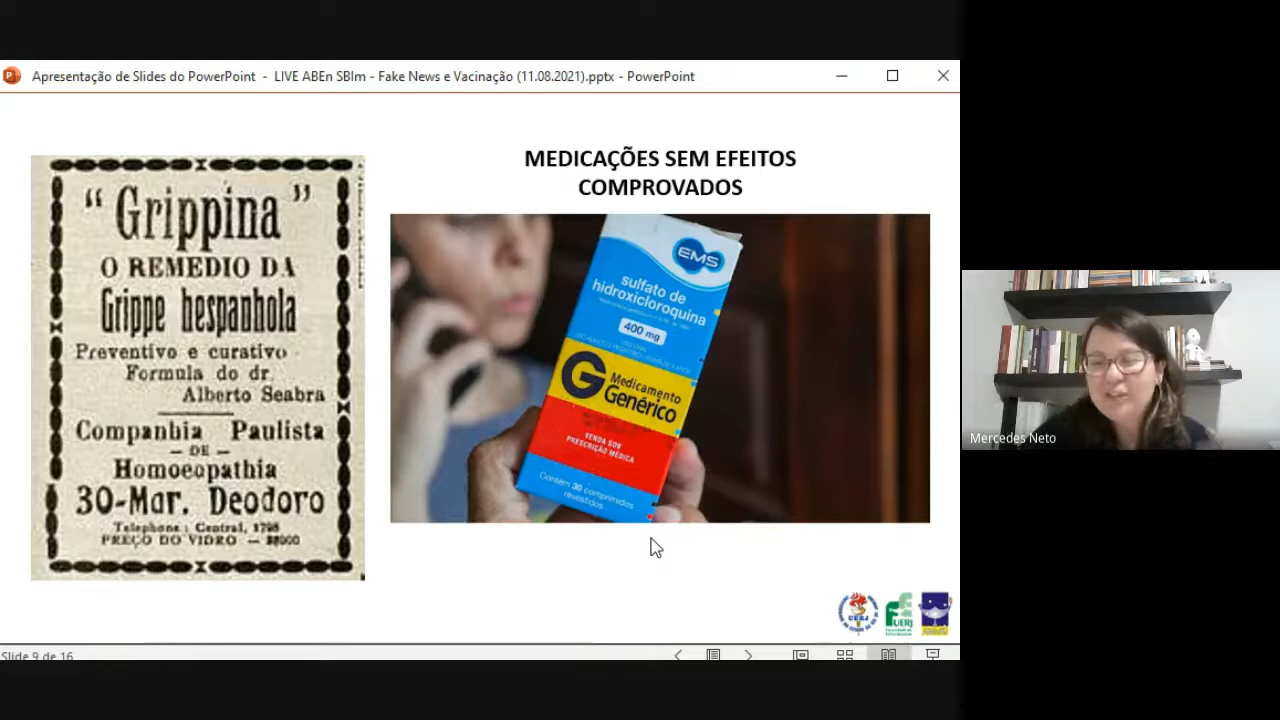 Apresentação de Slides do PowerPoint - LIVE ABEn SBIm - Fake News e Vacinação (11.08.2021).pptx - PowerPoint
MEDICAÇÕES SEM EFEITOS
COMPROVADOS
“Grippina”
O REMEDIO DA
Grippe hespanhola
Preventivo e curativo
Formula do dr.
Alberto Seabra
Companhia Paulista
— DE —
Homoeopathia
30-Mar. Deodoro
Telephone: Central,
PREÇO DO VIDRO —
EMS
sulfato de
hidroxicloroquina
400 mg
G Medicamento
Genérico
VENDA SOB
PRESCRIÇÃO MÉDICA
Contém 30 comprimidos
revestidos
Mercedes Neto
UERJ
UERJ
Slide 9 de 16